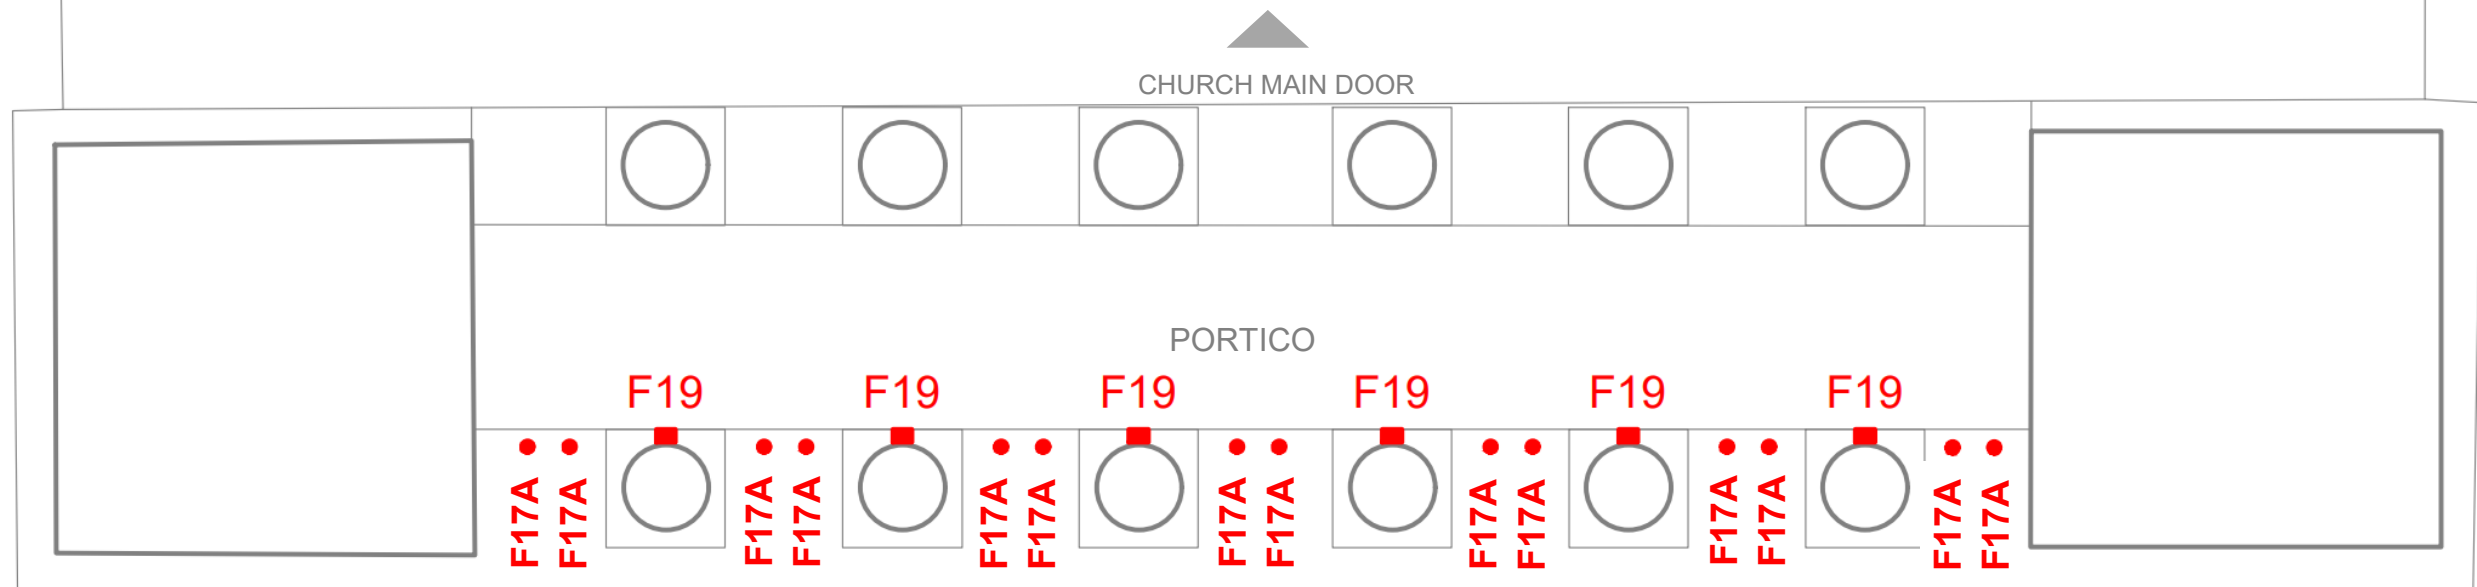 CHURCH MAIN DOOR
PORTICO
F19 F19 F19 F19 F19 F19
F17A F17A F17A F17A F17A F17A F17A F17A F17A F17A F17A F17A F17A F17A